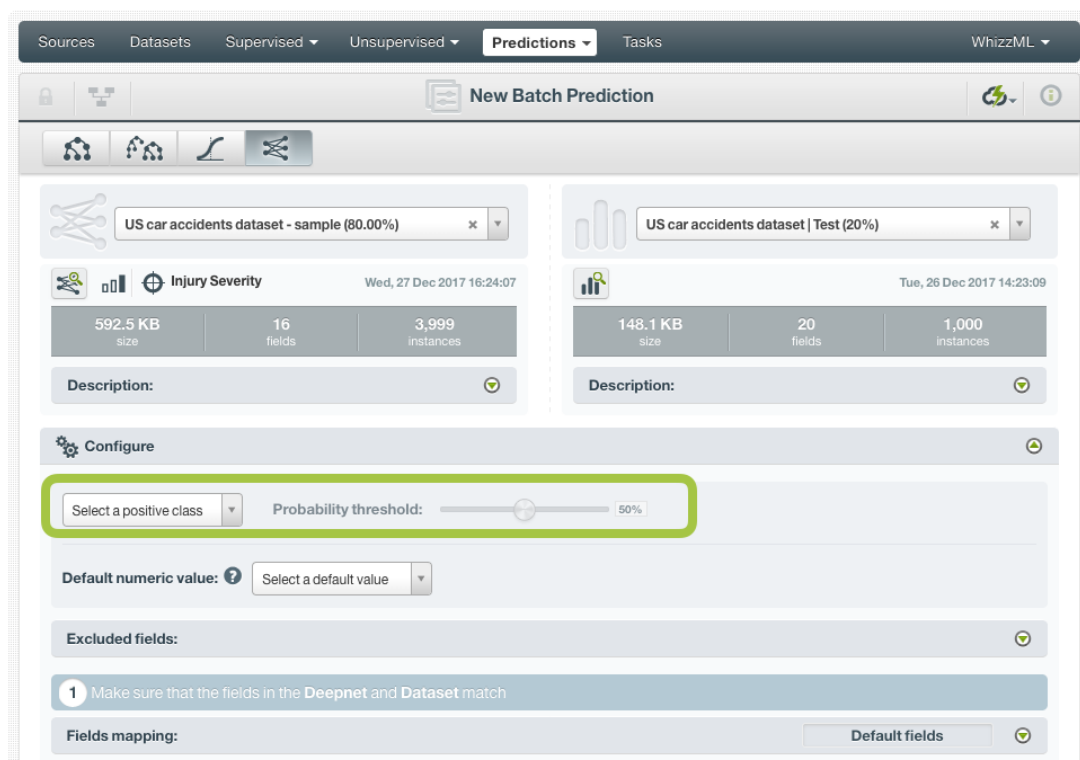 Sources Datasets Supervised Unsupervised Predictions Tasks WhizzML
New Batch Prediction
US car accidents dataset - sample (80.00%)
US car accidents dataset | Test (20%)
Injury Severity Wed, 27 Dec 2017 16:24:07
Tue, 26 Dec 2017 14:23:09
592.5 KB 16 3,999
size fields instances
148.1 KB 20 1,000
size fields instances
Description:
Description:
Configure
Select a positive class Probability threshold: 50%
Default numeric value: ? Select a default value
Excluded fields:
1 Make sure that the fields in the Deepnet and Dataset match
Fields mapping: Default fields